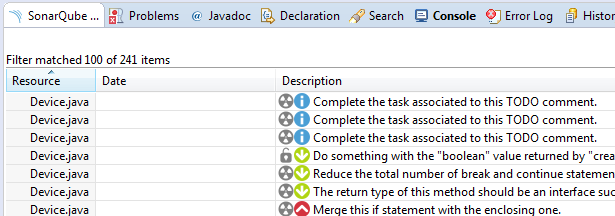 SonarQube ... Problems @ Javadoc Declaration Search Console Error Log Histor
Filter matched 100 of 241 items
Resource Date Description
Device.java Complete the task associated to this TODO comment.
Device.java Complete the task associated to this TODO comment.
Device.java Complete the task associated to this TODO comment.
Device.java Do something with the "boolean" value returned by "crea
Device.java Reduce the total number of break and continue statemen
Device.java The return type of this method should be an interface suc
Device.java Merge this if statement with the enclosing one.